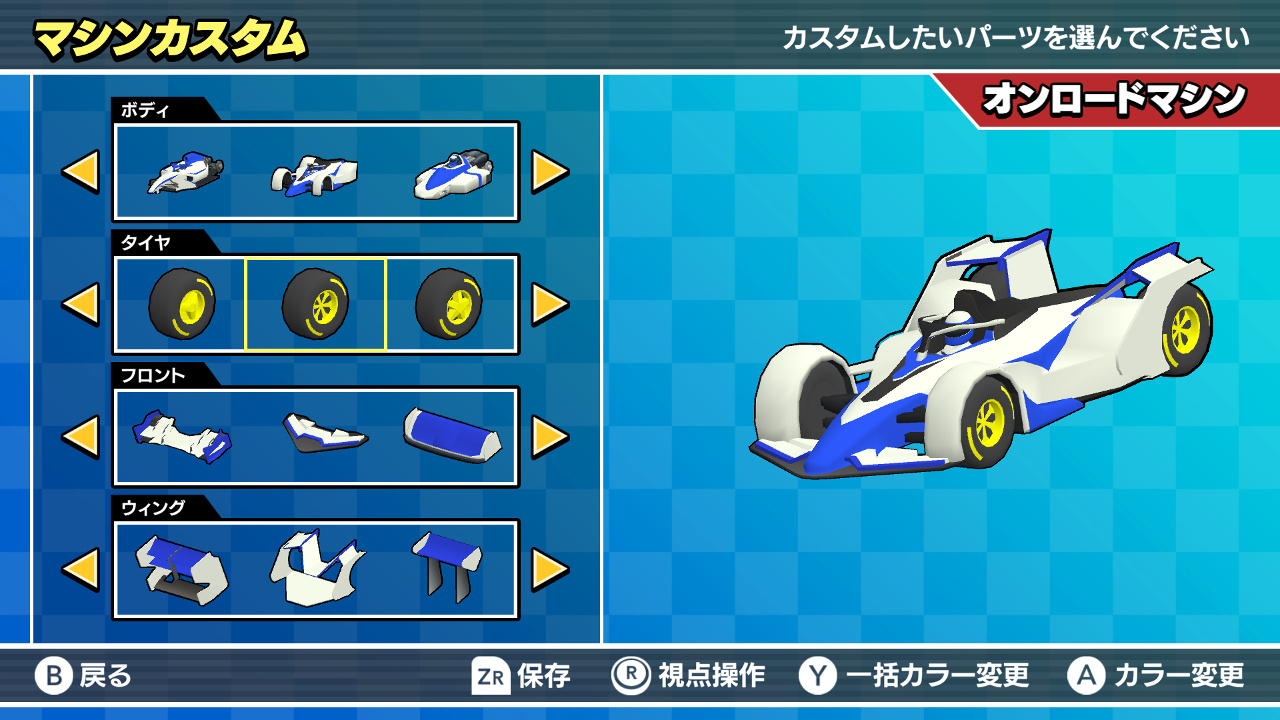 マシンカスタム
カスタムしたいパーツを選んでください
オンロードマシン
ボディ
タイヤ
フロント
ウィング
B 戻る
ZR 保存
R 視点操作
Y 一括カラー変更
A カラー変更